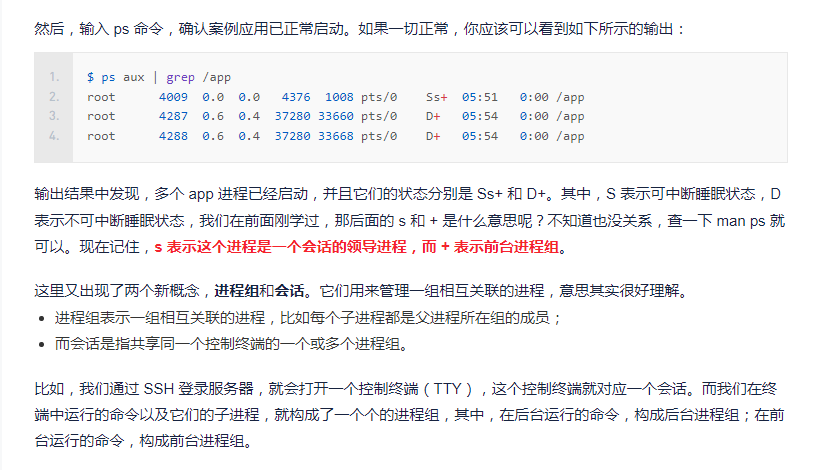 然后，输入 ps 命令，确认案例应用已正常启动。如果一切正常，你应该可以看到如下所示的输出：
1. $ ps aux | grep /app
2. root      4009  0.0  0.0   4376  1008 pts/0    Ss+  05:51   0:00 /app
3. root      4287  0.6  0.4  37280 33660 pts/0    D+   05:54   0:00 /app
4. root      4288  0.6  0.4  37280 33668 pts/0    D+   05:54   0:00 /app
输出结果中发现，多个 app 进程已经启动，并且它们的状态分别是 Ss+ 和 D+。其中，S 表示可中断睡眠状态，D
表示不可中断睡眠状态，我们在前面刚学过，那后面的 s 和 + 是什么意思呢？不知道也没关系，查一下 man ps 就
可以。现在记住，s 表示这个进程是一个会话的领导进程，而 + 表示前台进程组。
这里又出现了两个新概念，进程组和会话。它们用来管理一组相互关联的进程，意思其实很好理解。
• 进程组表示一组相互关联的进程，比如每个子进程都是父进程所在组的成员；
• 而会话是指共享同一个控制终端的一个或多个进程组。
比如，我们通过 SSH 登录服务器，就会打开一个控制终端（TTY），这个控制终端就对应一个会话。而我们在终
端中运行的命令以及它们的子进程，就构成了一个个的进程组，其中，在后台运行的命令，构成后台进程组；在前
台运行的命令，构成前台进程组。